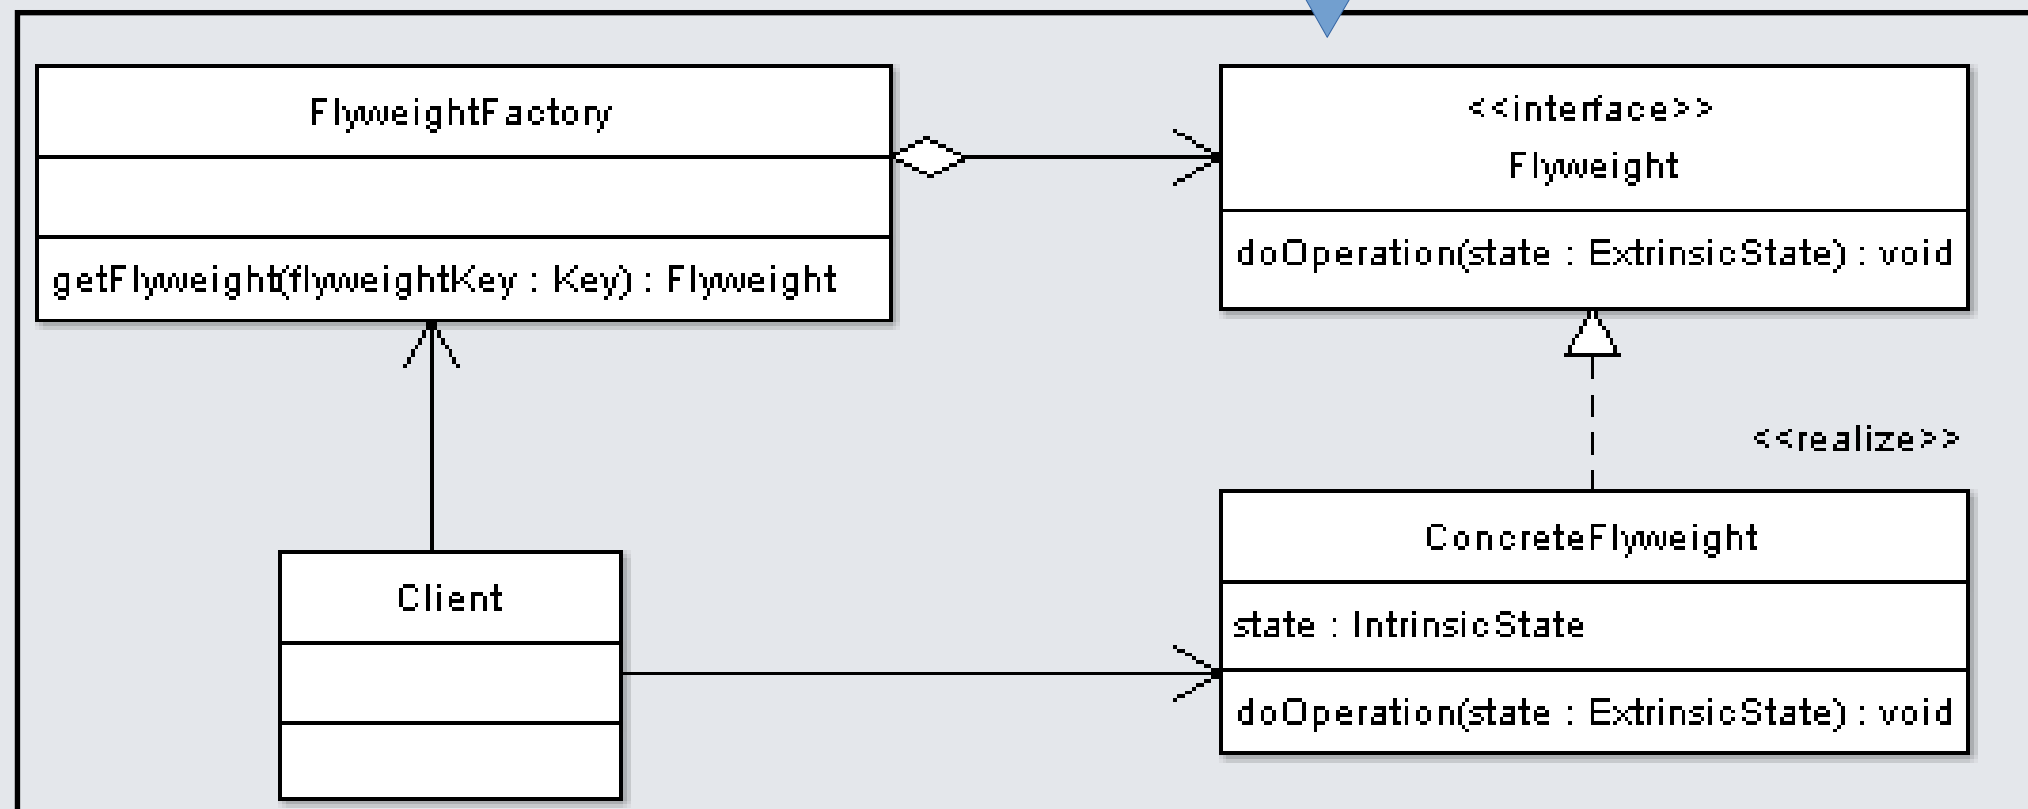 FlyweightFactory
getFlyweight(flyweightKey : Key) : Flyweight
<<interface>>
Flyweight
doOperation(state : ExtrinsicState) : void
<<realize>>
Client
ConcreteFlyweight
state : IntrinsicState
doOperation(state : ExtrinsicState) : void